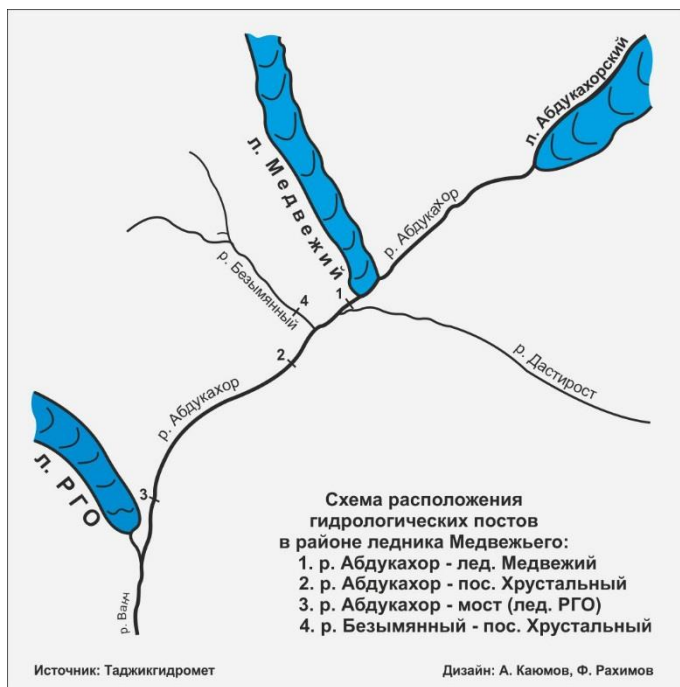 л. Абдукахорский
л. Медвежий
р. Абдукахор
р. Безымянный
1
4
р. Дастирост
2
р. Абдукахор
л. РГО
3
р. Ванч
Схема расположения
гидрологических постов
в районе ледника Медвежьего:
1. р. Абдукахор - лед. Медвежий
2. р. Абдукахор - пос. Хрустальный
3. р. Абдукахор - мост (лед. РГО)
4. р. Безымянный - пос. Хрустальный
Источник: Таджикгидромет
Дизайн: А. Каюмов, Ф. Рахимов